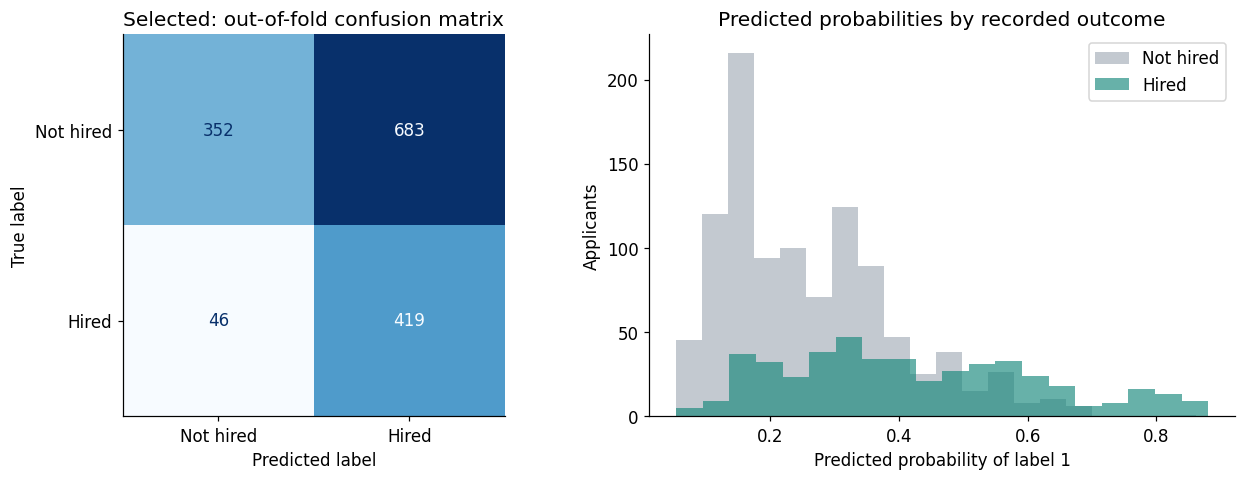 Selected: out-of-fold confusion matrix
True label
Not hired
Hired
352
683
46
419
Not hired
Hired
Predicted label
Predicted probabilities by recorded outcome
Applicants
200
150
100
50
0
Not hired
Hired
0.2
0.4
0.6
0.8
Predicted probability of label 1